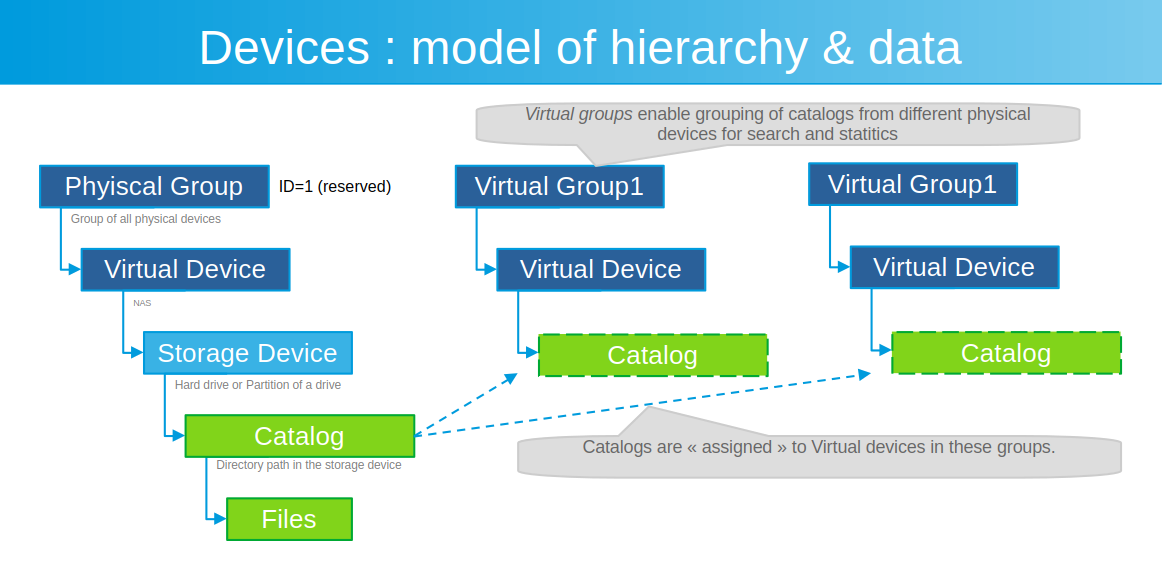 Devices : model of hierarchy & data
Virtual groups enable grouping of catalogs from different physical
devices for search and statitics
Phyiscal Group
ID=1 (reserved)
Group of all physical devices
Virtual Device
NAS
Storage Device
Hard drive or Partition of a drive
Catalog
Directory path in the storage device
Files
Virtual Group1
Virtual Device
Catalog
Virtual Group1
Virtual Device
Catalog
Catalogs are « assigned » to Virtual devices in these groups.